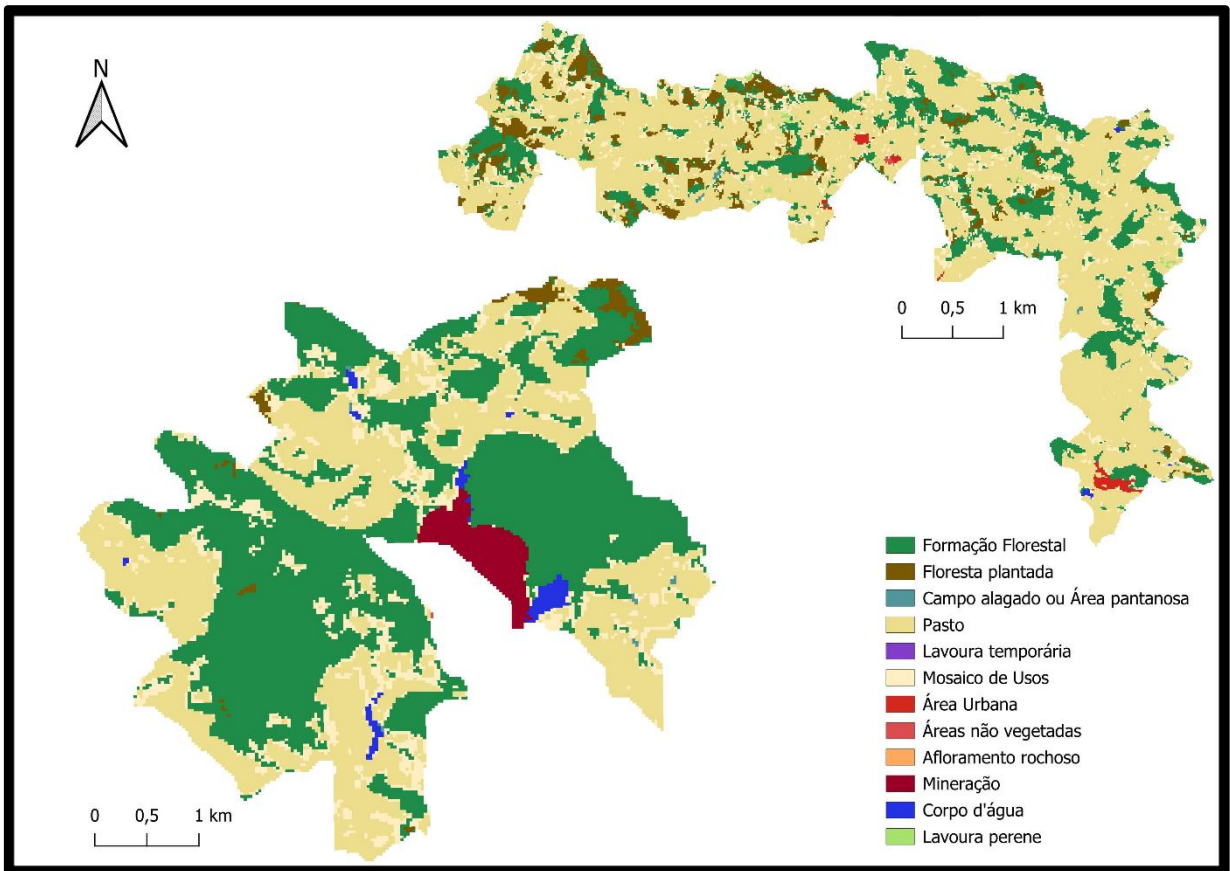 N
0 0,5 1 km
Formação Florestal
Floresta plantada
Campo alagado ou Área pantanosa
Pasto
Lavoura temporária
Mosaico de Usos
Área Urbana
Áreas não vegetadas
Afloramento rochoso
Mineração
Corpo d'água
Lavoura perene
0 0,5 1 km